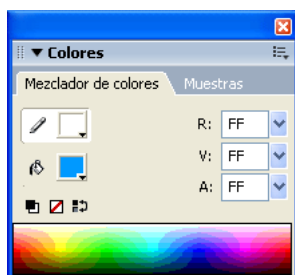 Colores
Mezclador de colores Muestras
R: FF
V: FF
A: FF